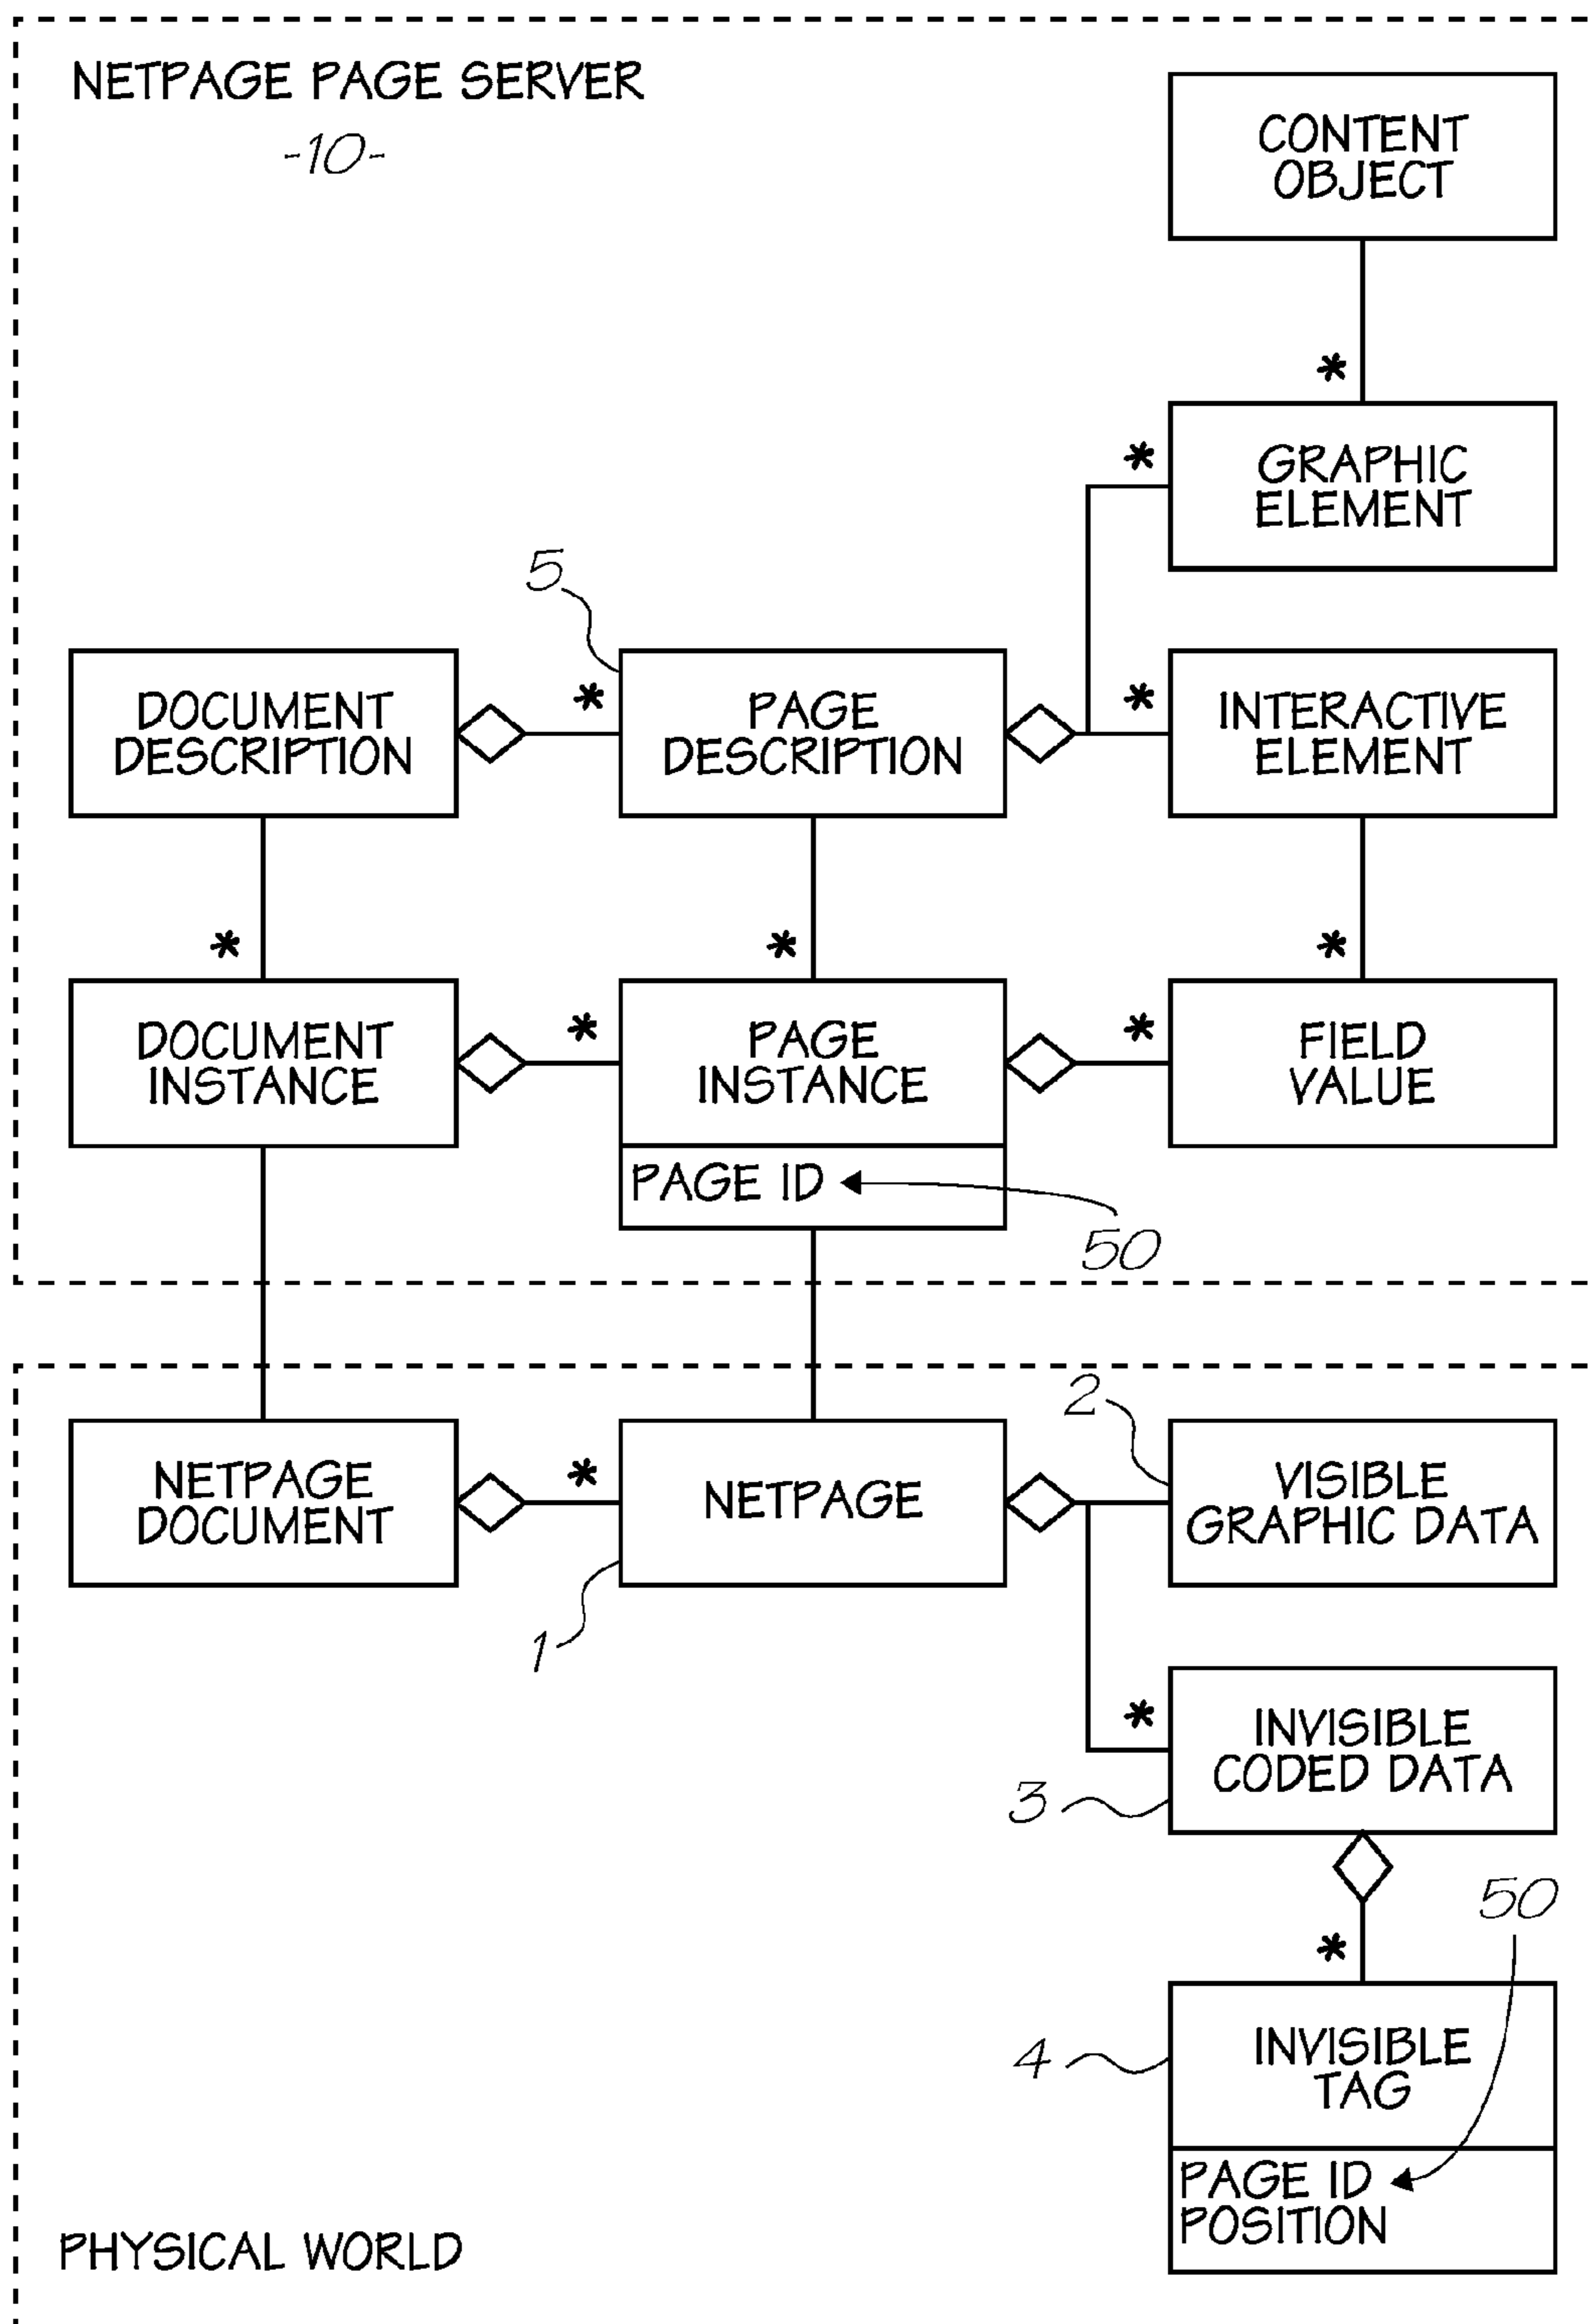 NETPAGE PAGE SERVER
-10-
CONTENT
OBJECT
*
*
GRAPHIC
ELEMENT
5
DOCUMENT
DESCRIPTION
*
PAGE
DESCRIPTION
*
INTERACTIVE
ELEMENT
*
*
*
DOCUMENT
INSTANCE
*
PAGE
INSTANCE
*
FIELD
VALUE
PAGE ID
50
2
NETPAGE
DOCUMENT
*
NETPAGE
VISIBLE
GRAPHIC DATA
1
*
INVISIBLE
CODED DATA
3
50
*
4
INVISIBLE
TAG
PAGE ID
POSITION
PHYSICAL WORLD